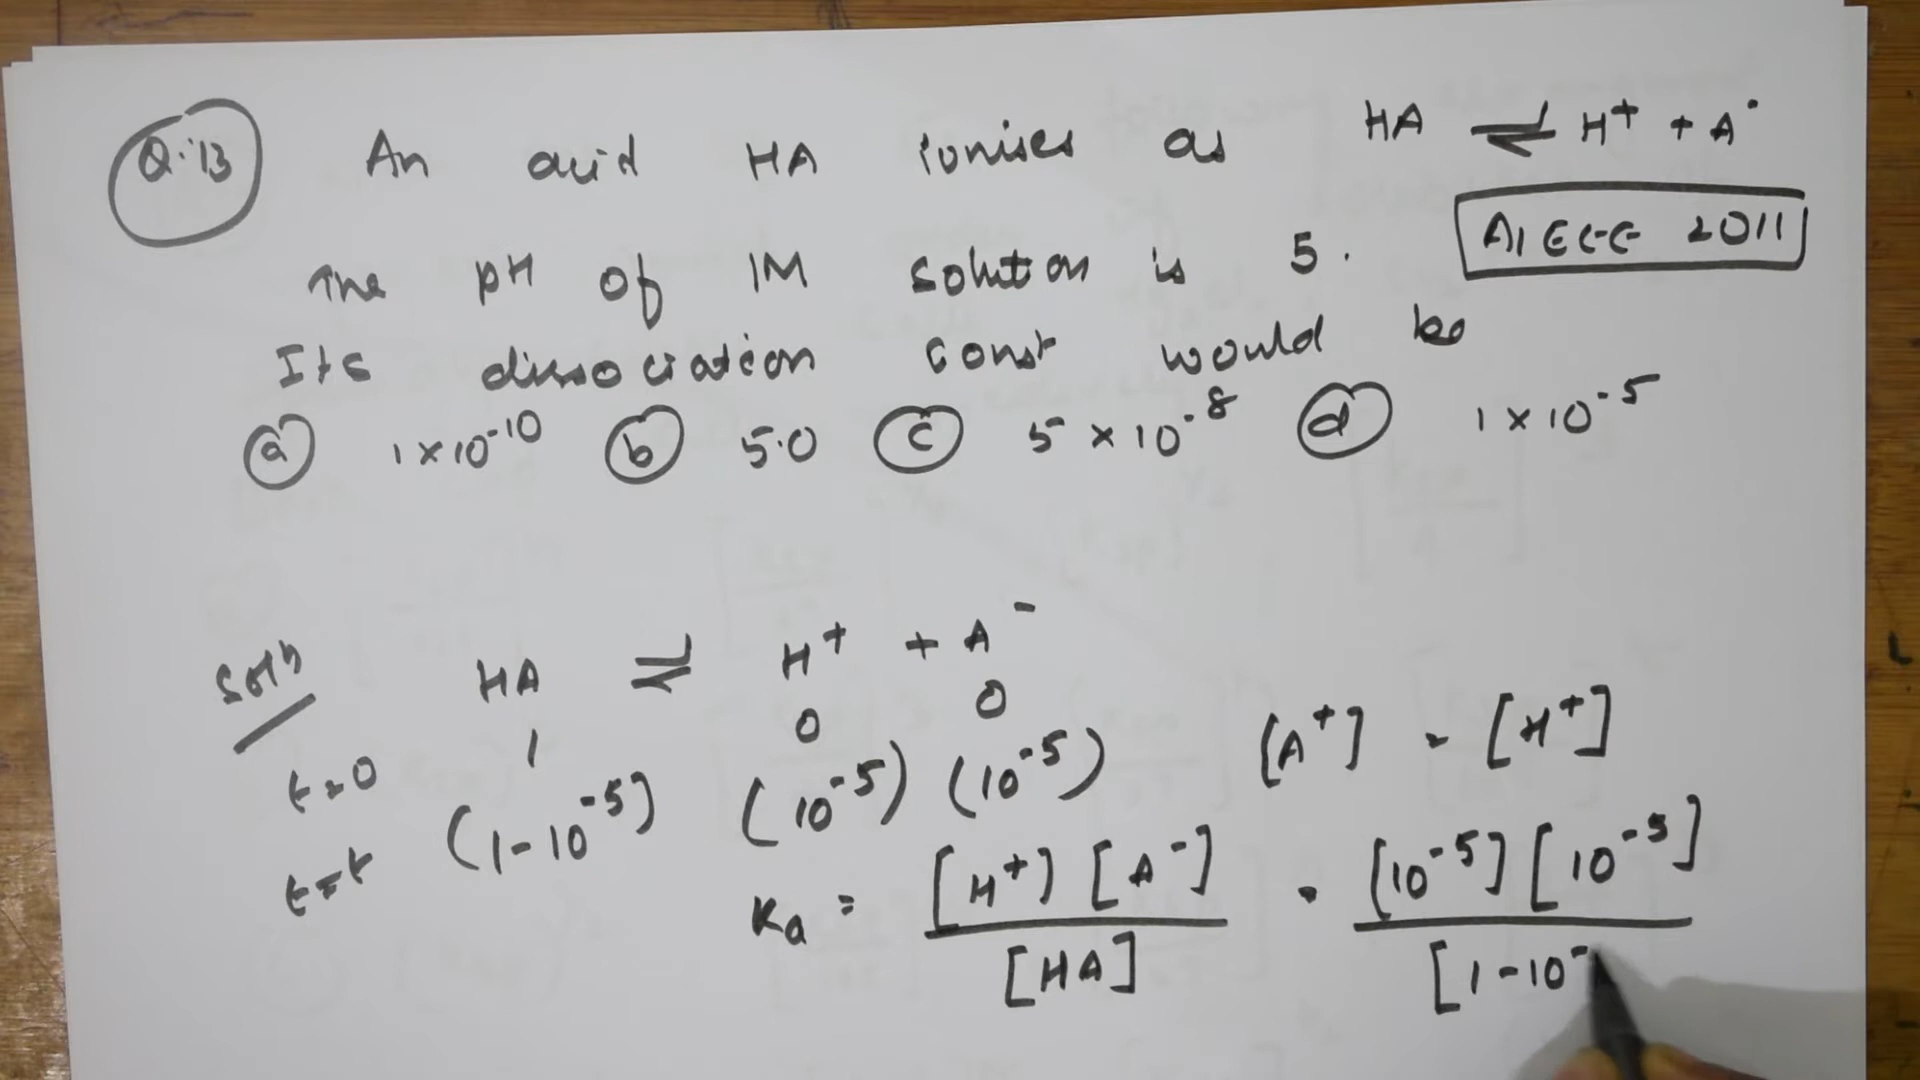 Q.13 An acid HA ionises as HA ⇌ H⁺ + A⁻
The pH of 1M solution is 5. AIEEE 2011
Its dissociation const would be
(a) 1 × 10⁻¹⁰ (b) 5.0 (c) 5 × 10⁻⁸ (d) 1 × 10⁻⁵
Soln HA ⇌ H⁺ + A⁻
t=0 1 0 0
t=t (1-10⁻⁵) (10⁻⁵) (10⁻⁵) [A⁺] = [H⁺]
Ka = [H⁺] [A⁻] / [HA] = [10⁻⁵] [10⁻⁵] / [1-10⁻